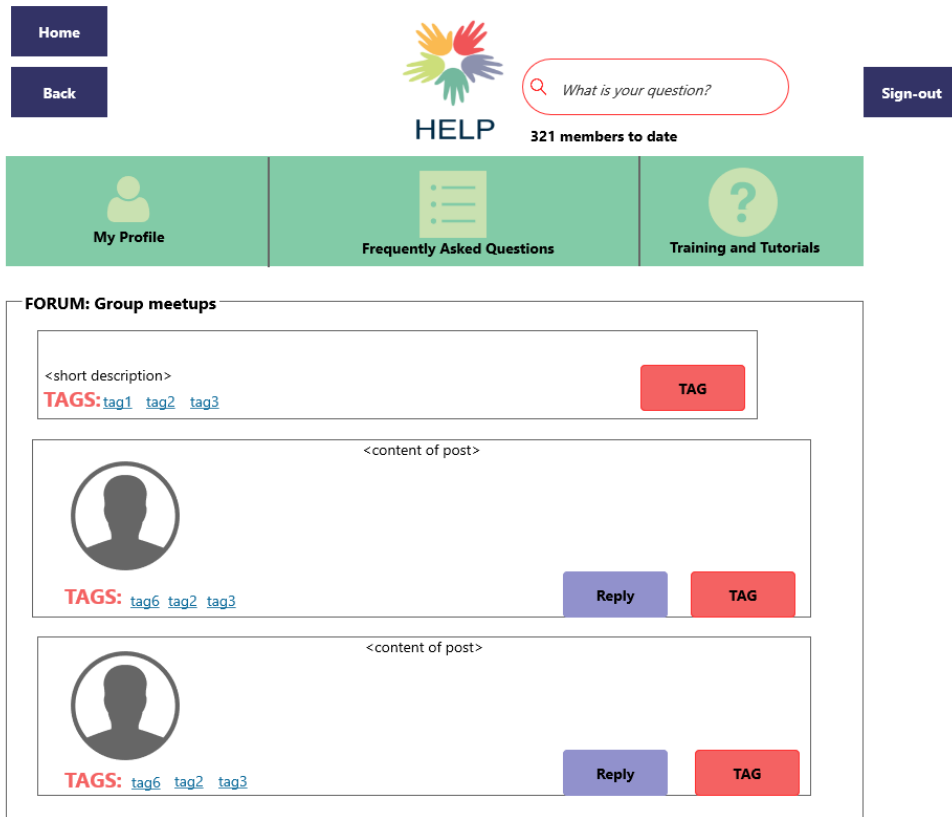 Home
Back
HELP
What is your question?
321 members to date
Sign-out
My Profile
Frequently Asked Questions
?
Training and Tutorials
FORUM: Group meetups
<short description>
TAGS: tag1 tag2 tag3
TAG
<content of post>
TAGS: tag6 tag2 tag3
Reply
TAG
<content of post>
TAGS: tag6 tag2 tag3
Reply
TAG